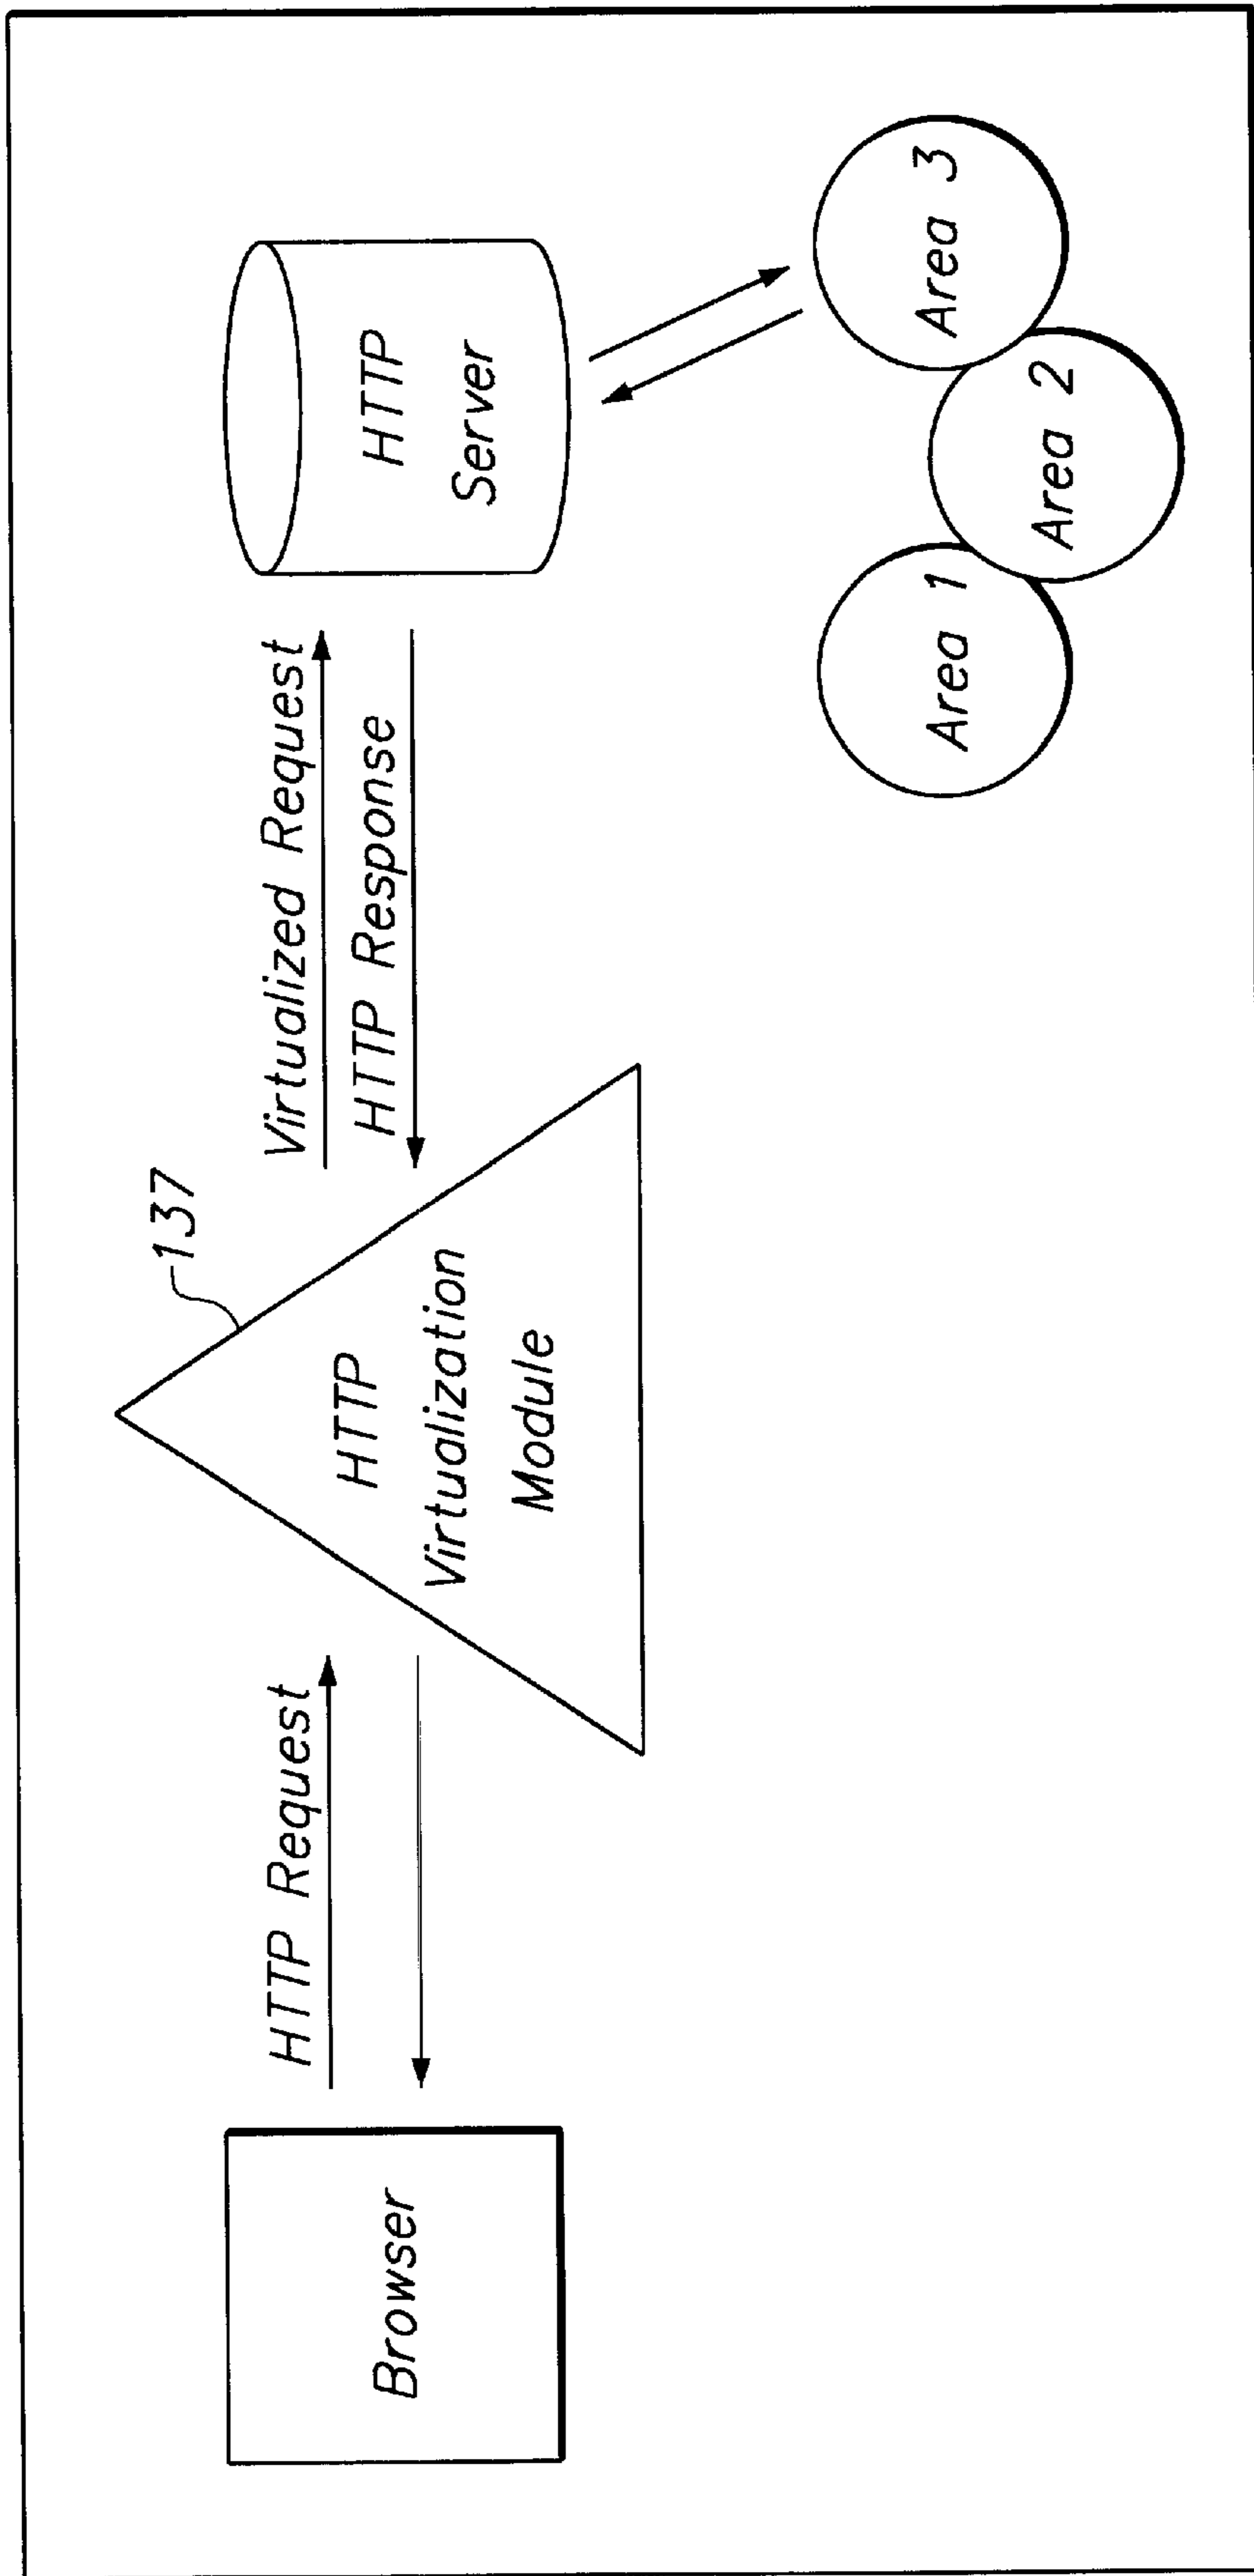 Browser
HTTP Request
137
HTTP
Virtualization
Module
Virtualized Request
HTTP Response
HTTP
Server
Area 1
Area 2
Area 3